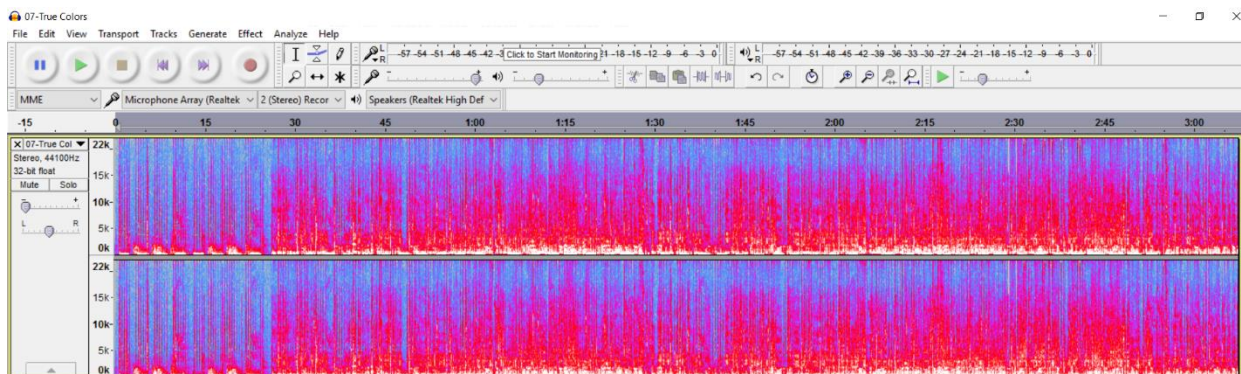 07-True Colors
File Edit View Transport Tracks Generate Effect Analyze Help
L R -57 -54 -51 -48 -45 -42 -3 Click to Start Monitoring 21 -18 -15 -12 -9 -6 -3 0 L R -57 -54 -51 -48 -45 -42 -39 -36 -33 -30 -27 -24 -21 -18 -15 -12 -9 -6 -3 0
- + - +
MME Microphone Array (Realtek 2 (Stereo) Recor Speakers (Realtek High Def
-15 0 15 30 45 1:00 1:15 1:30 1:45 2:00 2:15 2:30 2:45 3:00
× 07-True Col ▼ 22k
Stereo, 44100Hz
32-bit float 15k
Mute Solo
- + 10k
L R 5k
0k
22k
15k
10k
5k
0k